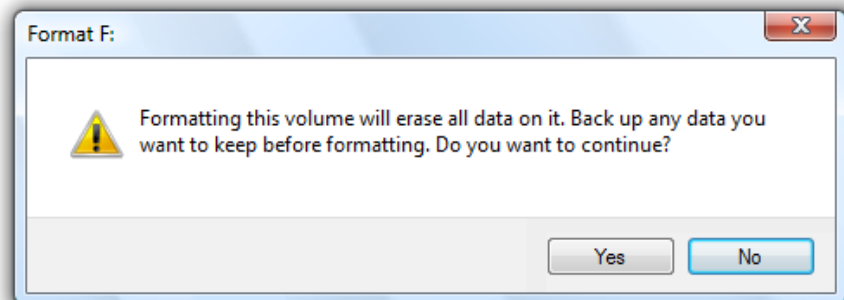 Format F:
Formatting this volume will erase all data on it. Back up any data you
want to keep before formatting. Do you want to continue?
Yes No